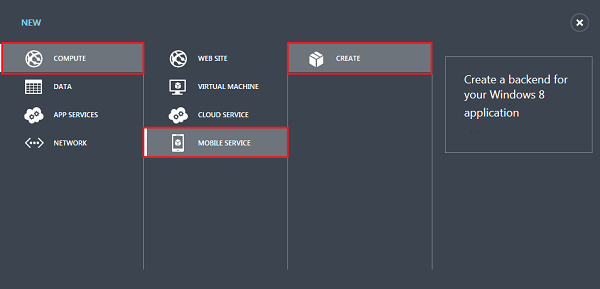 NEW
COMPUTE
DATA
APP SERVICES
NETWORK
WEB SITE
VIRTUAL MACHINE
CLOUD SERVICE
MOBILE SERVICE
CREATE
Create a backend for
your Windows 8
application